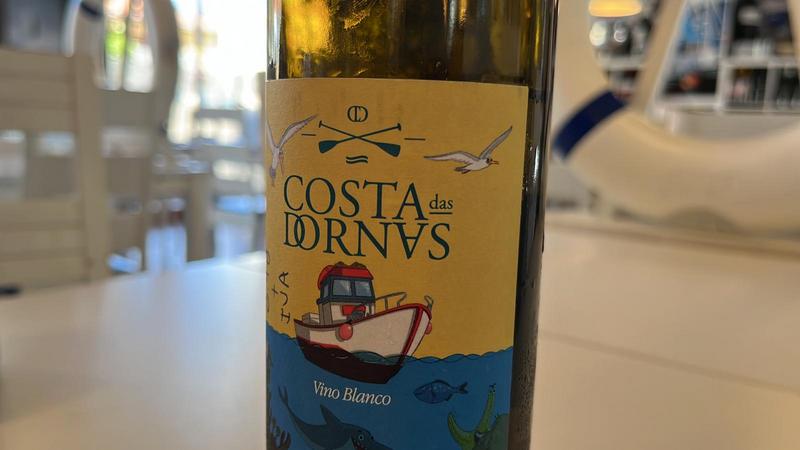 COSTA das
DORNAS
Vino Blanco